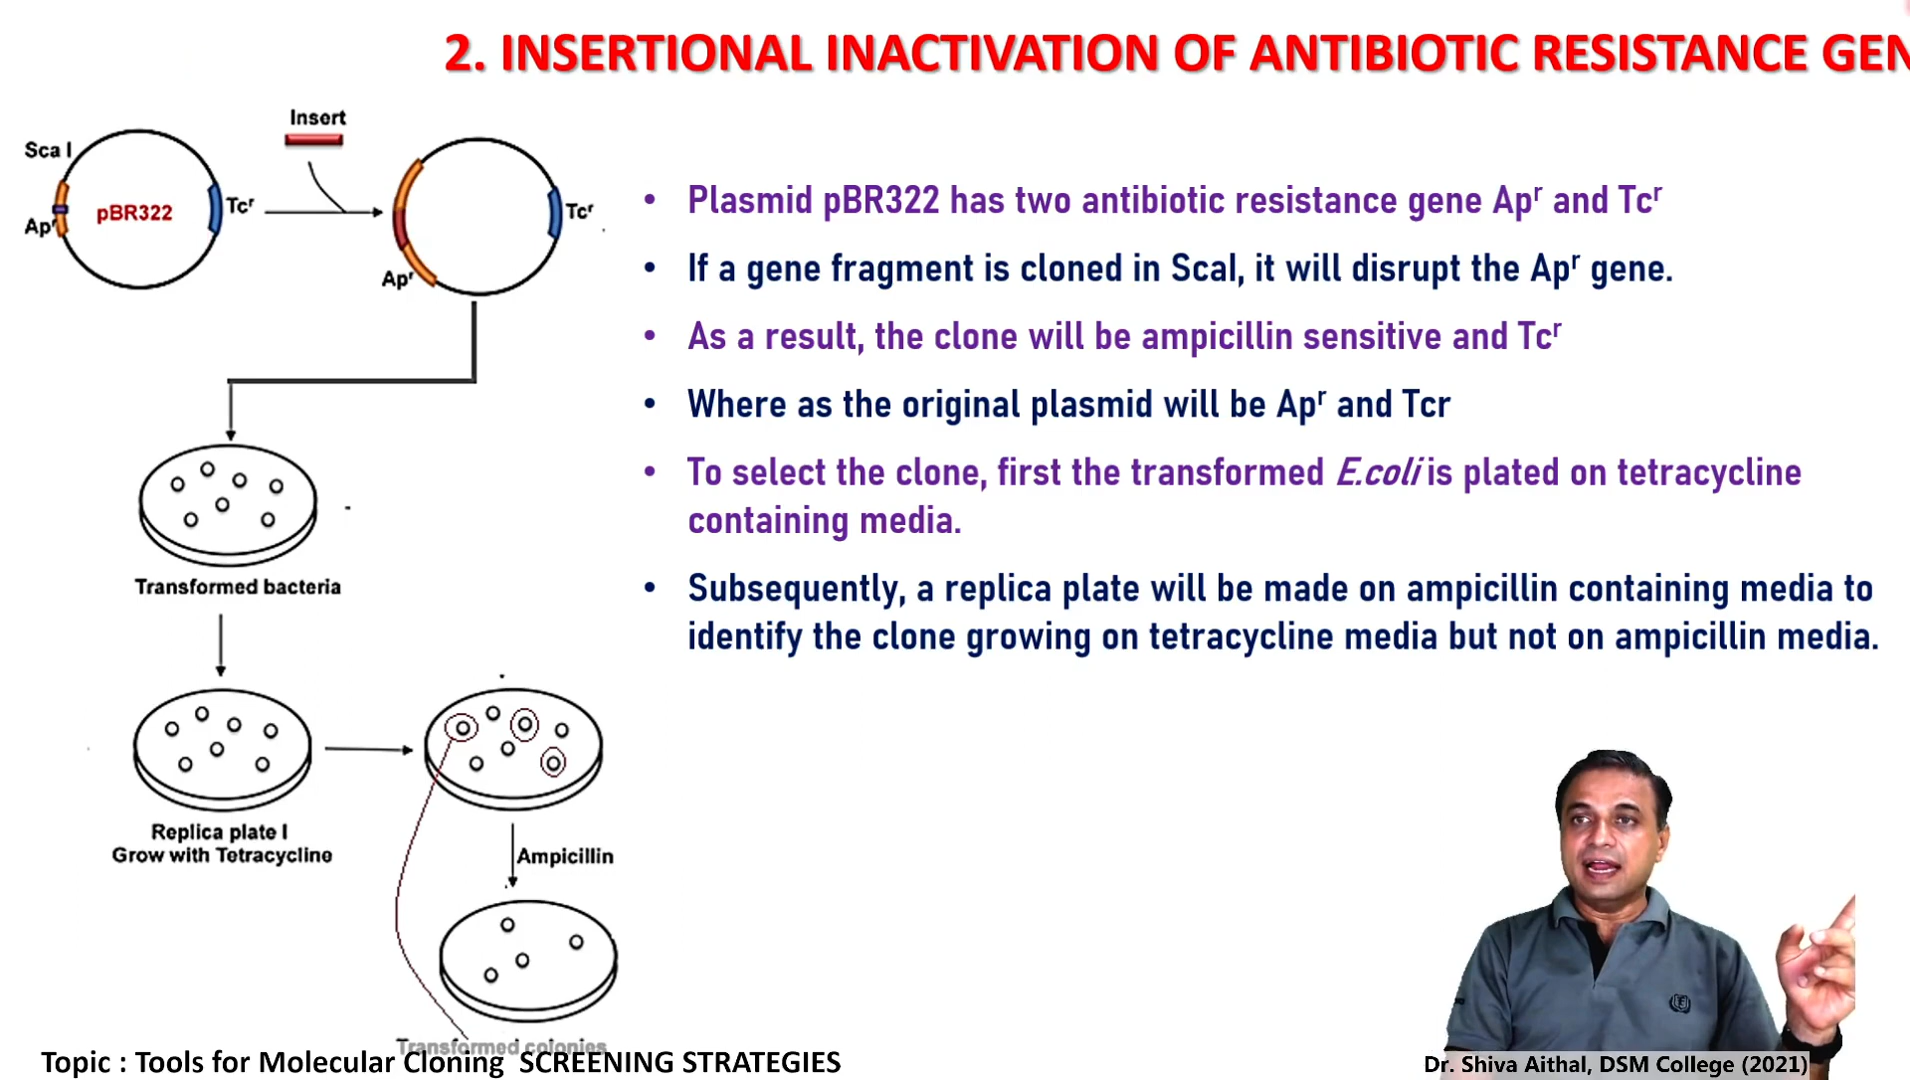 2. INSERTIONAL INACTIVATION OF ANTIBIOTIC RESISTANCE GEN
Insert
Sca I
pBR322
Tcʳ
Apʳ
Tcʳ
Apʳ
• Plasmid pBR322 has two antibiotic resistance gene Apʳ and Tcʳ
• If a gene fragment is cloned in ScaI, it will disrupt the Apʳ gene.
• As a result, the clone will be ampicillin sensitive and Tcʳ
• Where as the original plasmid will be Apʳ and Tcr
• To select the clone, first the transformed E.coli is plated on tetracycline
containing media.
• Subsequently, a replica plate will be made on ampicillin containing media to
identify the clone growing on tetracycline media but not on ampicillin media.
Transformed bacteria
Replica plate I
Grow with Tetracycline
Ampicillin
Transformed colonies
Topic : Tools for Molecular Cloning SCREENING STRATEGIES
Dr. Shiva Aithal, DSM College (2021)